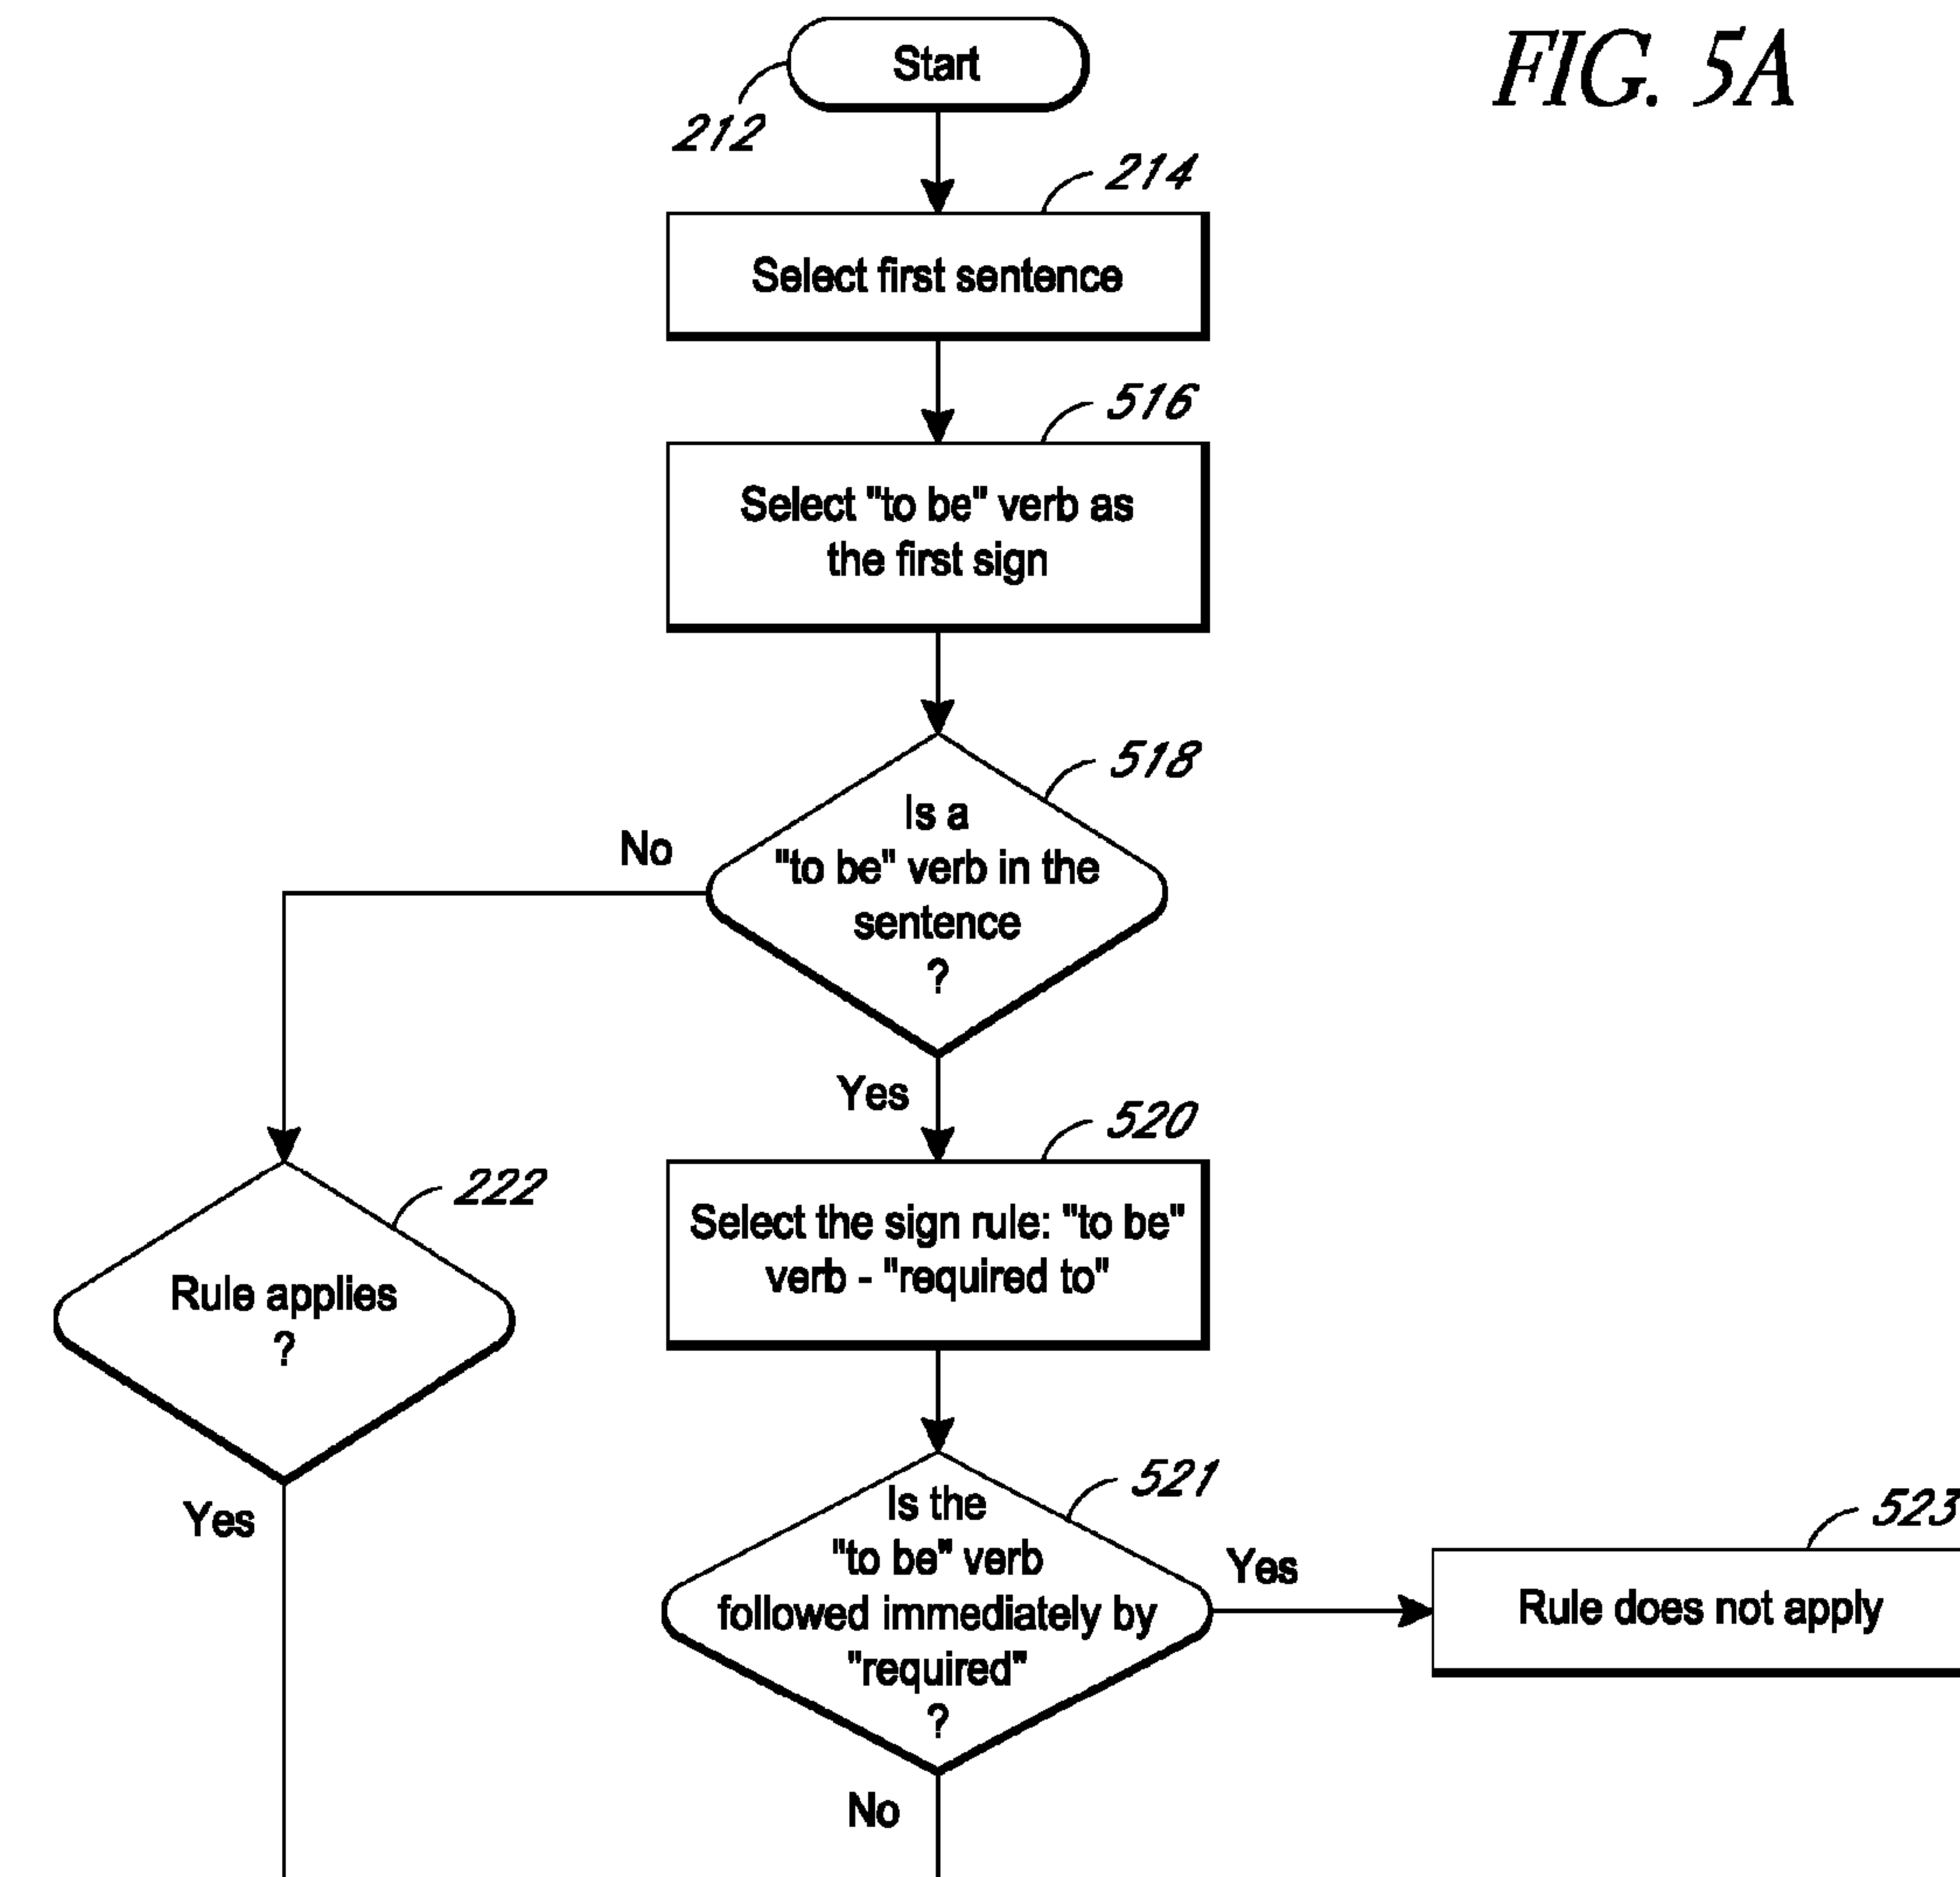 FIG. 5A
Start
212
214
Select first sentence
516
Select "to be" verb as
the first sign
518
Is a
"to be" verb in the
sentence
?
No
Yes
520
Select the sign rule: "to be"
verb - "required to"
222
Rule applies
?
Yes
521
Is the
"to be" verb
followed immediately by
"required"
?
Yes
523
Rule does not apply
No